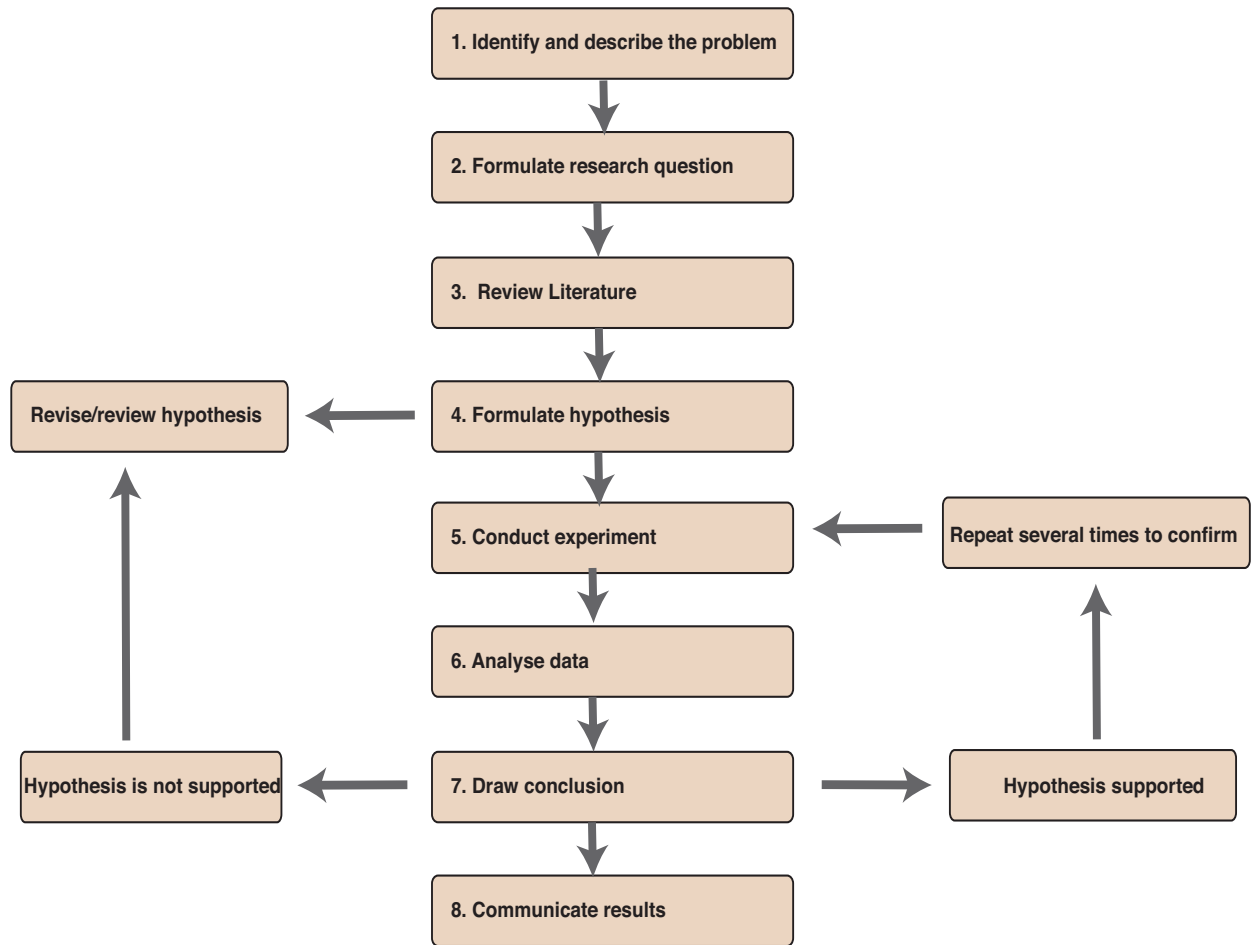 1. Identify and describe the problem
2. Formulate research question
3. Review Literature
Revise/review hypothesis
4. Formulate hypothesis
5. Conduct experiment
Repeat several times to confirm
6. Analyse data
Hypothesis is not supported
7. Draw conclusion
Hypothesis supported
8. Communicate results